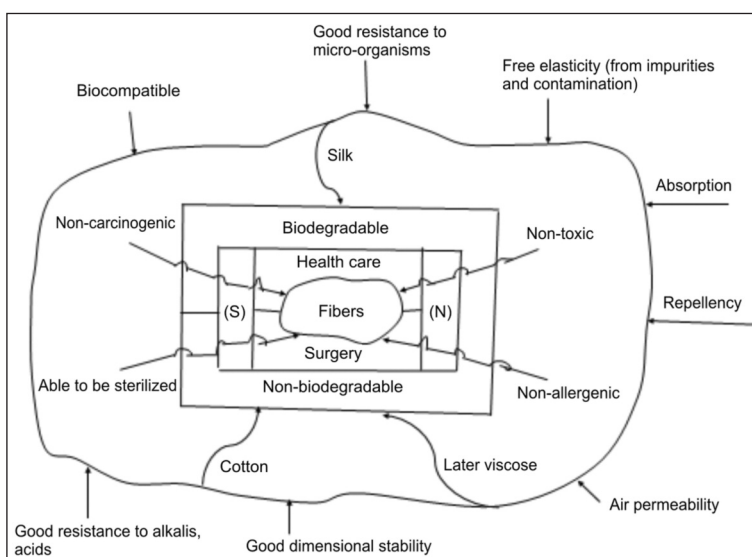 Good resistance to
micro-organisms
Free elasticity (from impurities
and contamination)
Biocompatible
Silk
Absorption
Non-carcinogenic
Biodegradable
Non-toxic
Health care
(S)
Fibers
(N)
Repellency
Surgery
Able to be sterilized
Non-biodegradable
Non-allergenic
Cotton
Later viscose
Air permeability
Good resistance to alkalis,
acids
Good dimensional stability